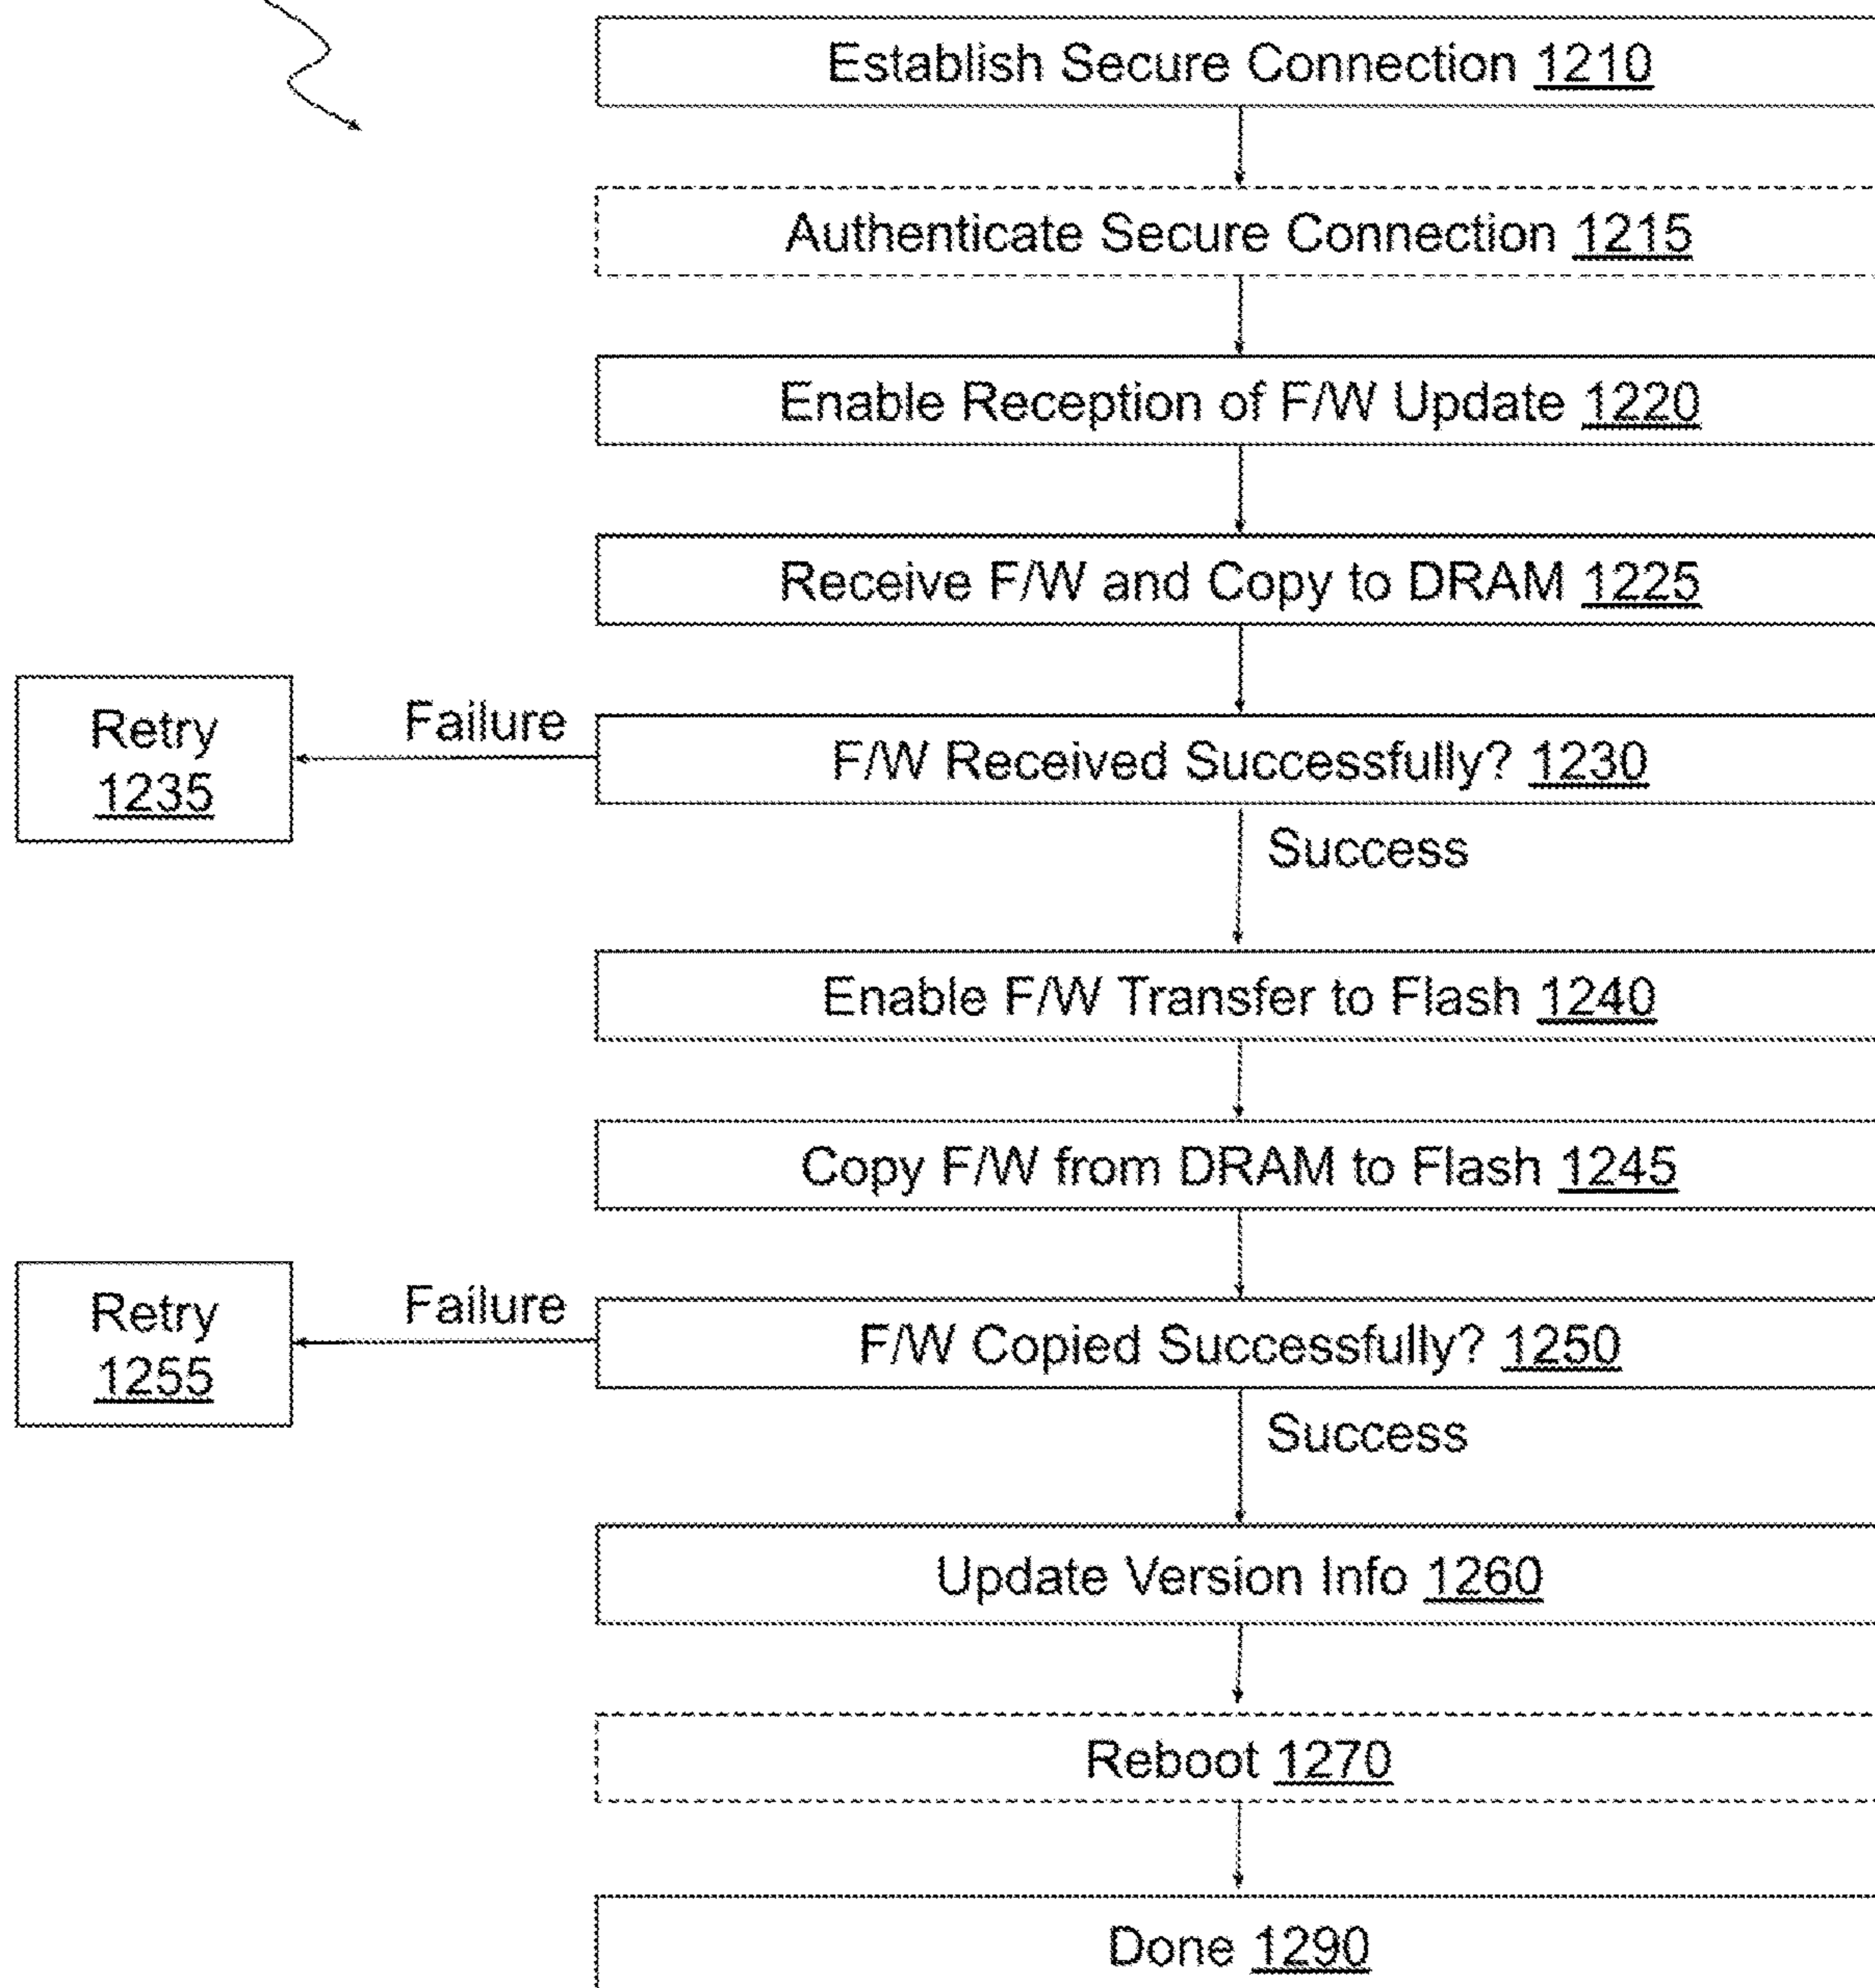 Establish Secure Connection 1210
Authenticate Secure Connection 1215
Enable Reception of F/W Update 1220
Receive F/W and Copy to DRAM 1225
Retry
1235
Failure
F/W Received Successfully? 1230
Success
Enable F/W Transfer to Flash 1240
Copy F/W from DRAM to Flash 1245
Retry
1255
Failure
F/W Copied Successfully? 1250
Success
Update Version Info 1260
Reboot 1270
Done 1290